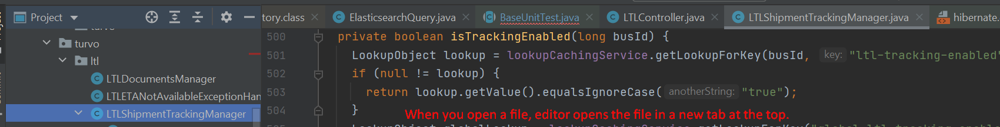 Project
tory.class
ElasticsearchQuery.java
BaseUnitTest.java
LTLController.java
LTLShipmentTrackingManager.java
hibernate.
turvo
ltl
LTLDocumentsManager
LTLETANotAvailableExceptionHan
LTLShipmentTrackingManager
500 private boolean isTrackingEnabled(long busId) {
501 LookupObject lookup = lookupCachingService.getLookupForKey(busId, key: "ltl-tracking-enabled"
502 if (null != lookup) {
503 return lookup.getValue().equalsIgnoreCase( anotherString: "true");
504 }
When you open a file, editor opens the file in a new tab at the top.